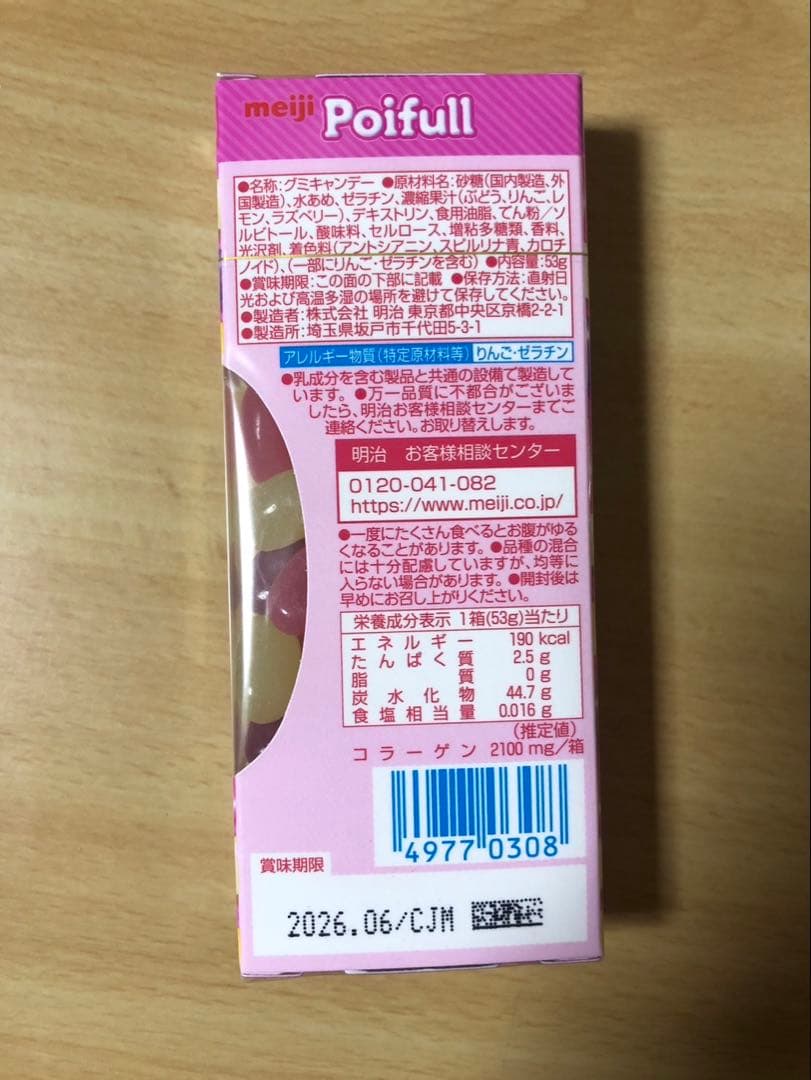 meiji Poifull
●名称:グミキャンデー ●原材料名:砂糖(国内製造、外
国製造)、水あめ、ゼラチン、濃縮果汁(ぶどう、りんご、レ
モン、ラズベリー)、デキストリン、食用油脂、でん粉/ソ
ルビトール、酸味料、セルロース、増粘多糖類、香料、
光沢剤、着色料(アントシアニン、スピルリナ青、カロチ
ノイド)、(一部にりんご・ゼラチンを含む) ●内容量:53g
●賞味期限:この面の下部に記載 ●保存方法:直射日
光および高温多湿の場所を避けて保存してください。
●製造者:株式会社 明治 東京都中央区京橋2-2-1
●製造所:埼玉県坂戸市千代田5-3-1
アレルギー物質(特定原材料等) りんご・ゼラチン
●乳成分を含む製品と共通の設備で製造して
います。●万一品質に不都合がございま
したら、明治お客様相談センターまでご
連絡ください。お取り替えします。
明治 お客様相談センター
0120-041-082
https://www.meiji.co.jp/
●一度にたくさん食べるとお腹がゆる
くなることがあります。●品種の混合
には十分配慮していますが、均等に
入らない場合があります。●開封後は
早めにお召し上がりください。
栄養成分表示 1箱(53g)当たり
エネルギー 190 kcal
たんぱく質 2.5 g
脂質 0 g
炭水化物 44.7 g
食塩相当量 0.016 g
(推定値)
コラーゲン 2100 mg/箱
4977 0308
賞味期限
2026.06/CJM